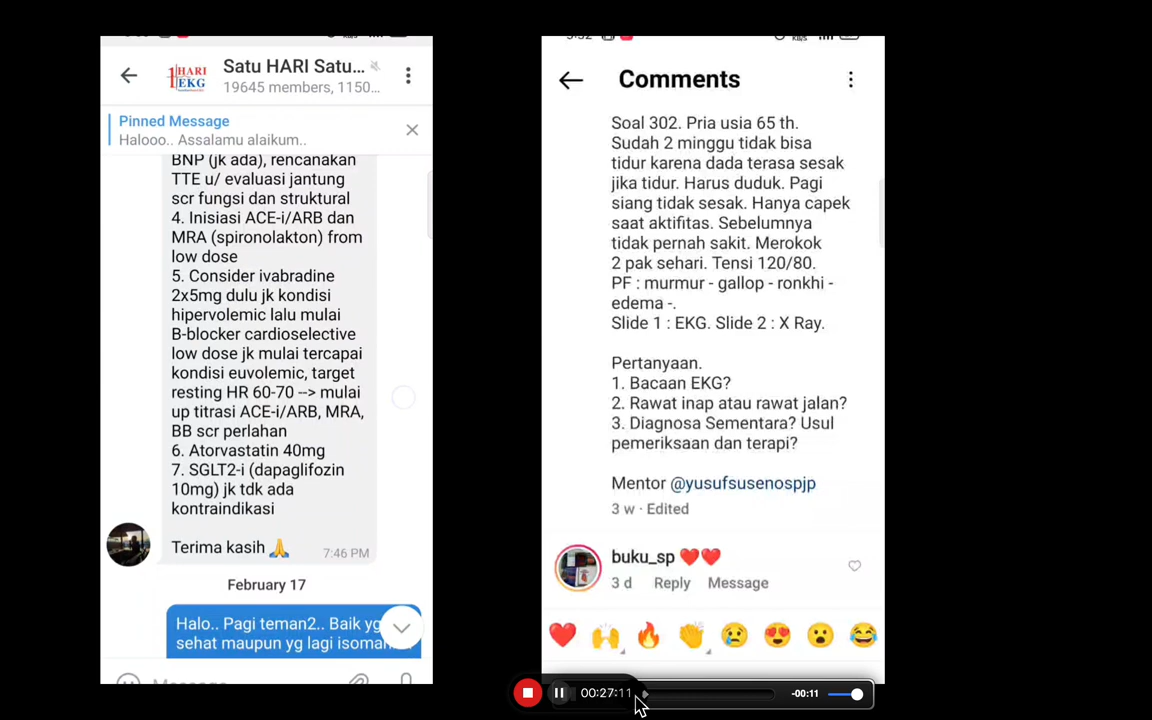 1 HARI
EKG
Satu HARI Satu...
19645 members, 1150...
Pinned Message
Halooo.. Assalamu alaikum..
BNP (jk ada), rencanakan
TTE u/ evaluasi jantung
scr fungsi dan struktural
4. Inisiasi ACE-i/ARB dan
MRA (spironolakton) from
low dose
5. Consider ivabradine
2x5mg dulu jk kondisi
hipervolemic lalu mulai
B-blocker cardioselective
low dose jk mulai tercapai
kondisi euvolemic, target
resting HR 60-70 --> mulai
up titrasi ACE-i/ARB, MRA,
BB scr perlahan
6. Atorvastatin 40mg
7. SGLT2-i (dapaglifozin
10mg) jk tdk ada
kontraindikasi
Terima kasih 🙏
7:46 PM
February 17
Halo.. Pagi teman2.. Baik yg
sehat maupun yg lagi isoma
Message
Comments
Soal 302. Pria usia 65 th.
Sudah 2 minggu tidak bisa
tidur karena dada terasa sesak
jika tidur. Harus duduk. Pagi
siang tidak sesak. Hanya capek
saat aktifitas. Sebelumnya
tidak pernah sakit. Merokok
2 pak sehari. Tensi 120/80.
PF : murmur - gallop - ronkhi -
edema -.
Slide 1 : EKG. Slide 2 : X Ray.
Pertanyaan.
1. Bacaan EKG?
2. Rawat inap atau rawat jalan?
3. Diagnosa Sementara? Usul
pemeriksaan dan terapi?
Mentor @yusufsusenospjp
3 w · Edited
buku_sp ❤️❤️
3 d Reply Message
00:27:11
-00:11